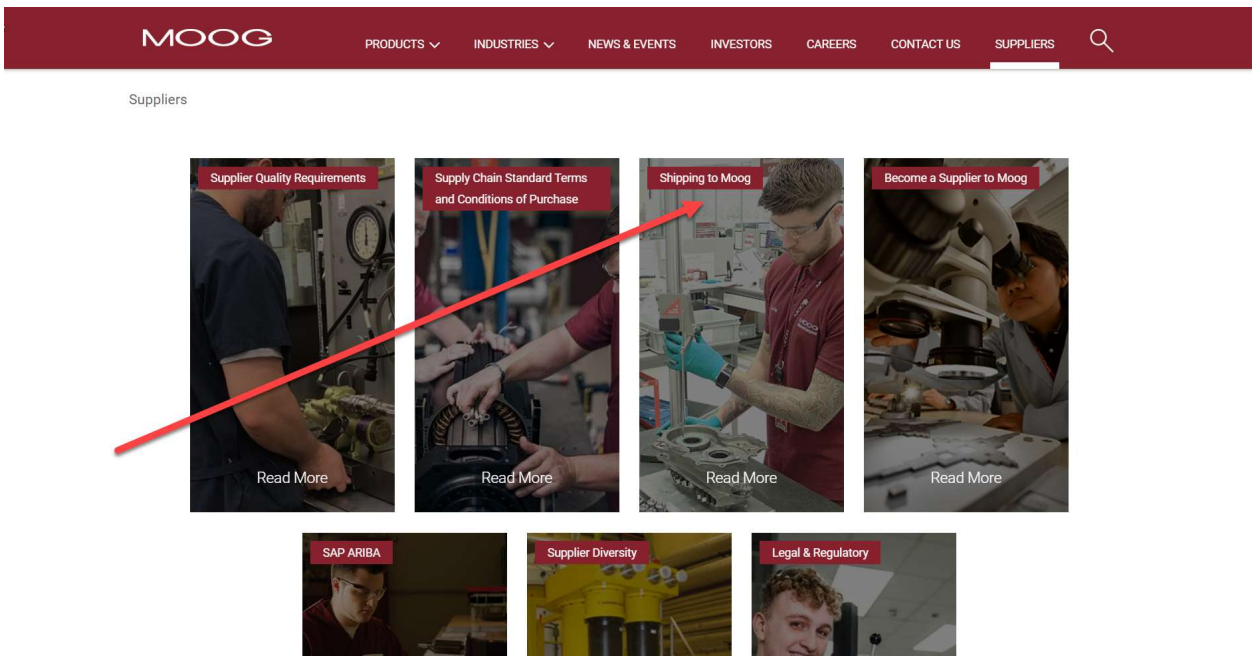 MOOG
PRODUCTS
INDUSTRIES
NEWS & EVENTS
INVESTORS
CAREERS
CONTACT US
SUPPLIERS
Suppliers
Supplier Quality Requirements
Supply Chain Standard Terms
and Conditions of Purchase
Shipping to Moog
Become a Supplier to Moog
MOOG
Read More
Read More
Read More
Read More
SAP ARIBA
Supplier Diversity
Legal & Regulatory